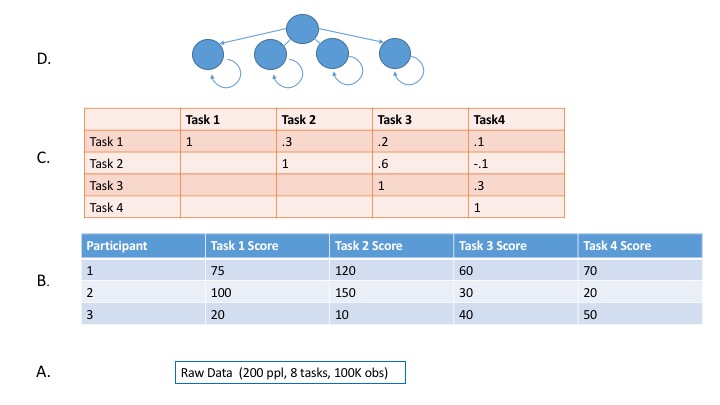 D.
C.
Task 1 Task 2 Task 3 Task4
Task 1 1 .3 .2 .1
Task 2 1 .6 -.1
Task 3 1 .3
Task 4 1
B.
Participant Task 1 Score Task 2 Score Task 3 Score Task 4 Score
1 75 120 60 70
2 100 150 30 20
3 20 10 40 50
A.
Raw Data (200 ppl, 8 tasks, 100K obs)